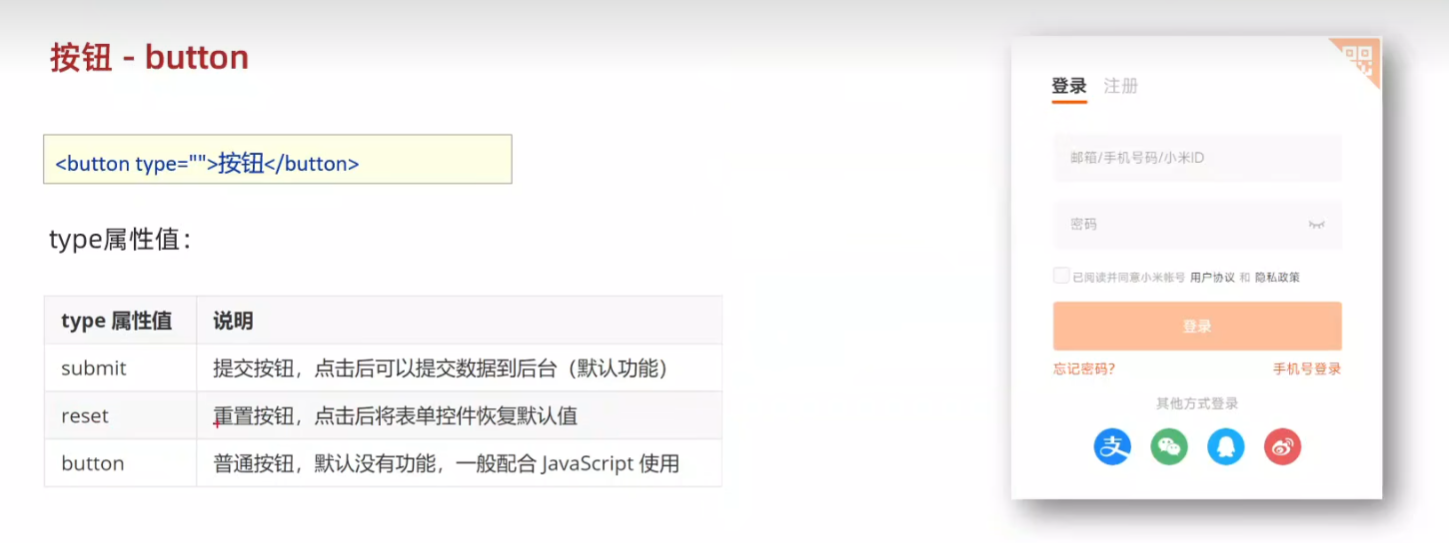 按钮 - button
<button type="">按钮</button>
type属性值：
type 属性值 说明
submit 提交按钮，点击后可以提交数据到后台（默认功能）
reset 重置按钮，点击后将表单控件恢复默认值
button 普通按钮，默认没有功能，一般配合 JavaScript 使用
登录 注册
邮箱/手机号码/小米ID
密码
已阅读并同意小米帐号 用户协议 和 隐私政策
登录
忘记密码? 手机号登录
其他方式登录
支